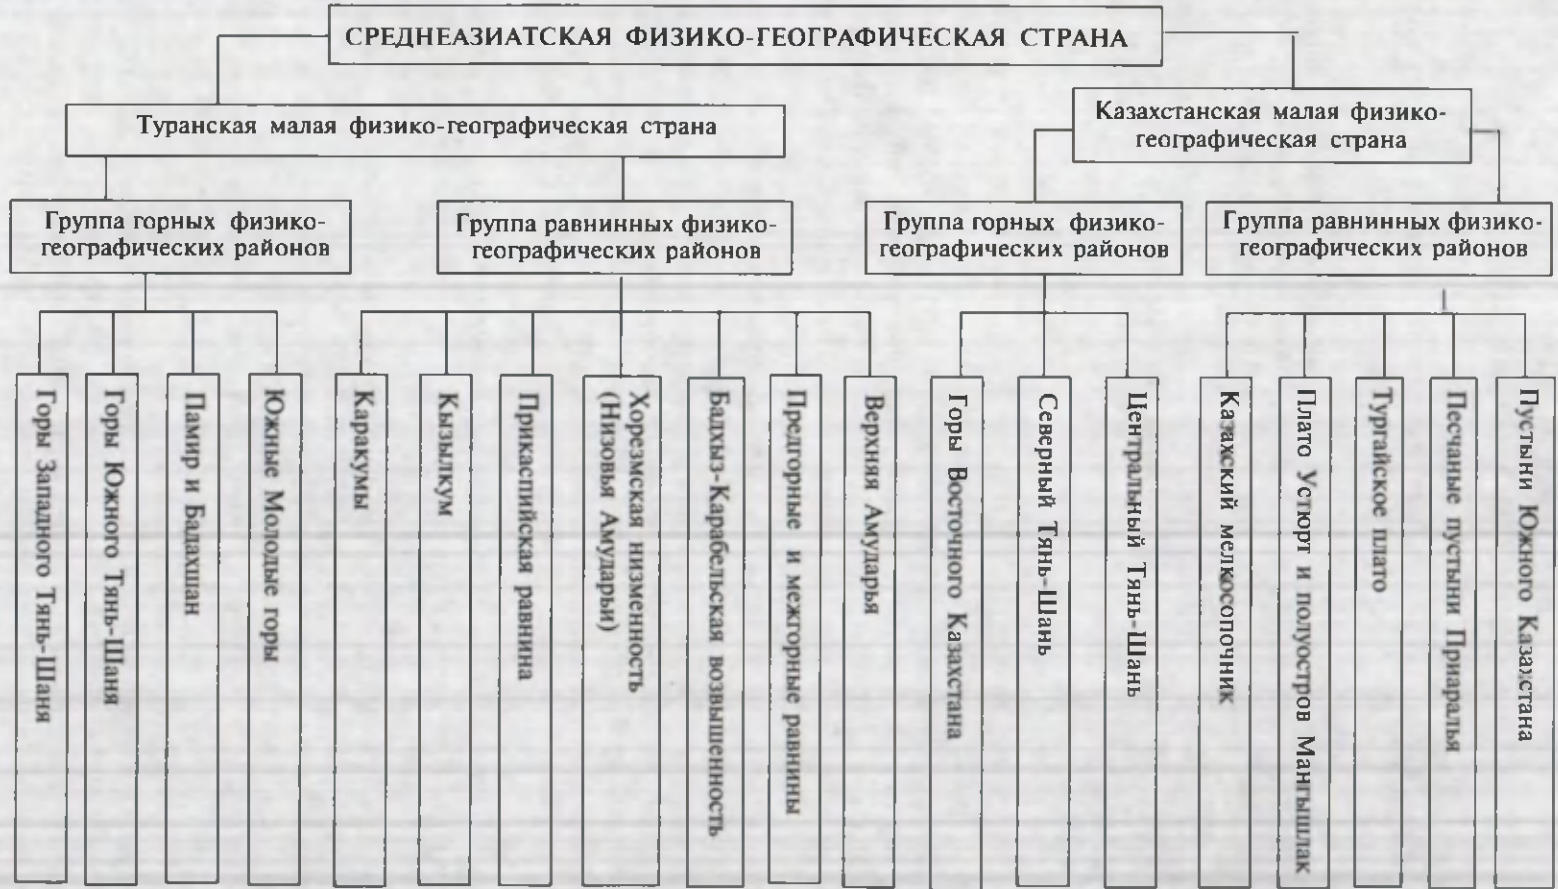 СРЕДНЕАЗИАТСКАЯ ФИЗИКО-ГЕОГРАФИЧЕСКАЯ СТРАНА
Туранская малая физико-географическая страна
Казахстанская малая физико-
географическая страна
Группа горных физико-
географических районов
Группа равнинных физико-
географических районов
Группа горных физико-
географических районов
Группа равнинных физико-
географических районов
Горы Западного Тянь-Шаня
Горы Южного Тянь-Шаня
Памир и Бадахшан
Южные Молодые горы
Каракумы
Кызылкум
Прикаспийская равнина
Хорезмская низменность
(Низовья Амударьи)
Бадхыз-Карабельская возвышенность
Предгорные и межгорные равнины
Верхняя Амударья
Горы Восточного Казахстана
Северный Тянь-Шань
Центральный Тянь-Шань
Казахский мелкосопочник
Плато Устюрт и полуостров Мангышлак
Тургайское плато
Песчаные пустыни Приаралья
Пустыни Южного Казахстана